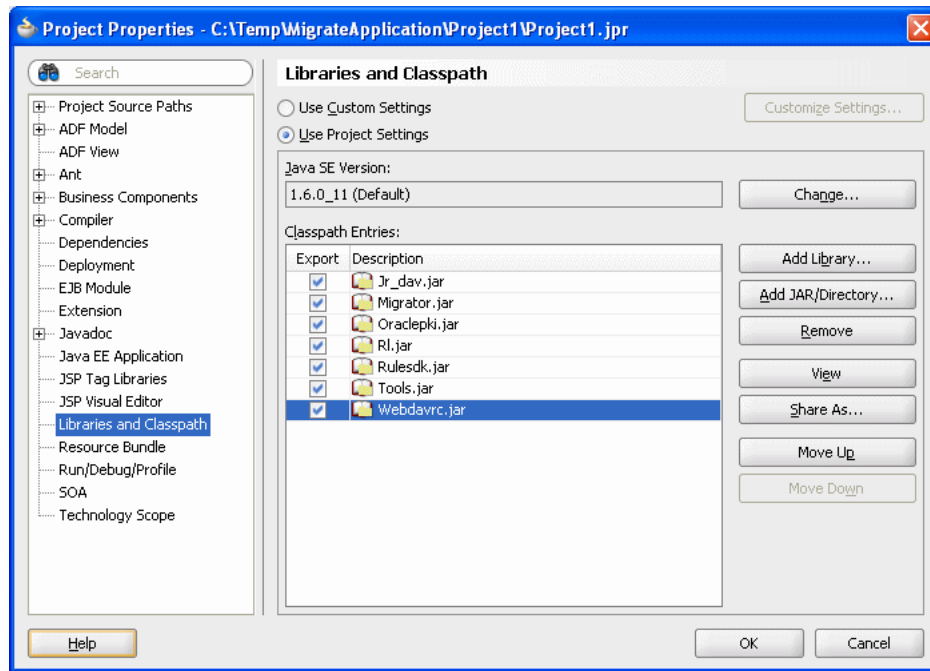 Project Properties - C:\Temp\MigrateApplication\Project1\Project1.jpr
Search
Project Source Paths
ADF Model
ADF View
Ant
Business Components
Compiler
Dependencies
Deployment
EJB Module
Extension
Javadoc
Java EE Application
JSP Tag Libraries
JSP Visual Editor
Libraries and Classpath
Resource Bundle
Run/Debug/Profile
SOA
Technology Scope
Libraries and Classpath
Use Custom Settings
Customize Settings...
Use Project Settings
Java SE Version:
1.6.0_11 (Default)
Change...
Classpath Entries:
Export Description
Jr_dav.jar
Migrator.jar
Oraclepki.jar
Rl.jar
Rulesdk.jar
Tools.jar
Webdavrc.jar
Add Library...
Add JAR/Directory...
Remove
View
Share As...
Move Up
Move Down
Help
OK
Cancel